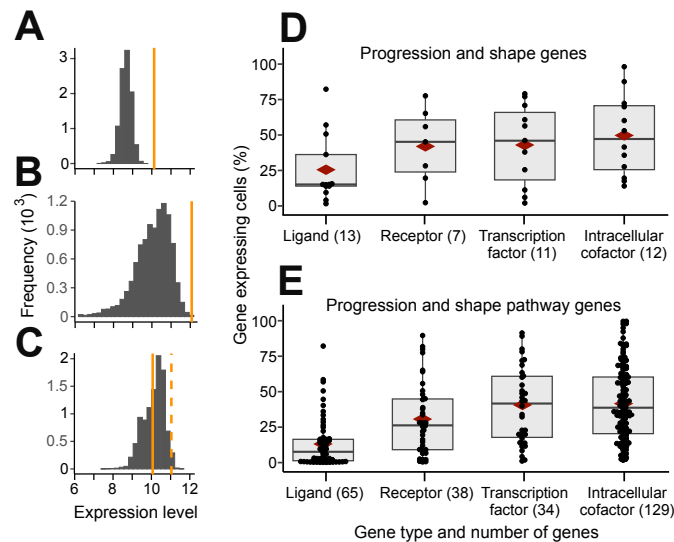 A
3
2
1
0
B
1.2
0.9
0.6
0.3
0
Frequency (10³)
C
2
1.5
1
0.5
0
6 8 10 12
Expression level
D
Progression and shape genes
100
75
50
25
0
Ligand (13) Receptor (7) Transcription Intracellular
factor (11) cofactor (12)
Gene expressing cells (%)
E
Progression and shape pathway genes
100
75
50
25
0
Ligand (65) Receptor (38) Transcription Intracellular
factor (34) cofactor (129)
Gene type and number of genes